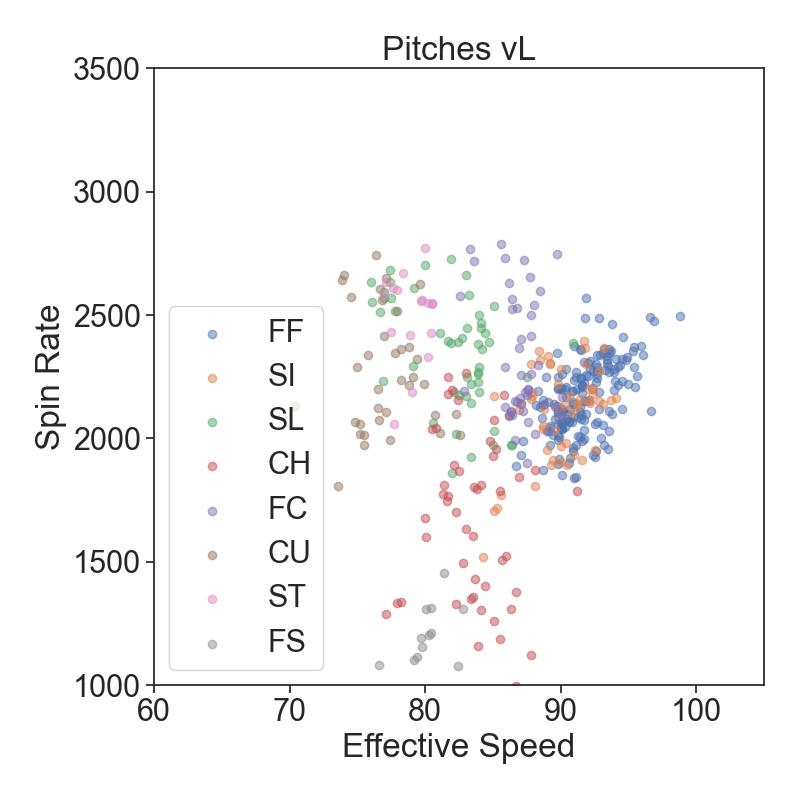 Pitches vL
3500
3000
2500
2000
1500
1000
Spin Rate
FF
SI
SL
CH
FC
CU
ST
FS
60 70 80 90 100
Effective Speed